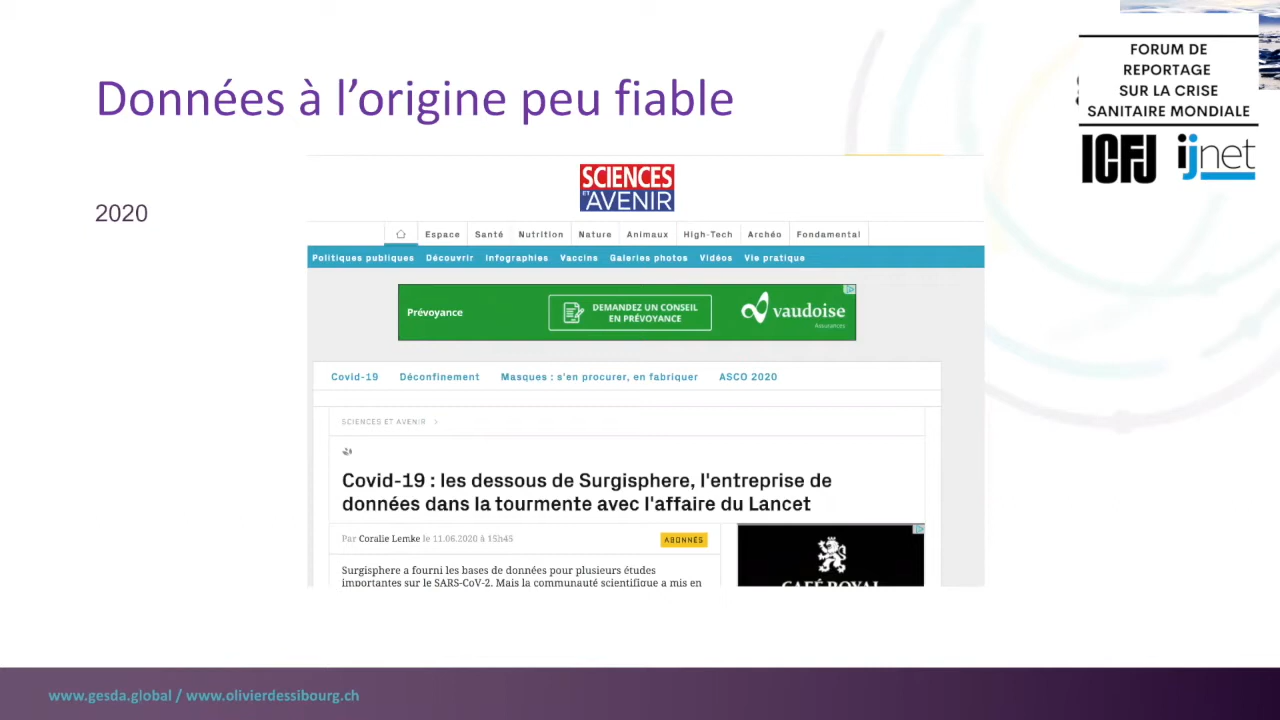 Données à l’origine peu fiable
FORUM DE
REPORTAGE
SUR LA CRISE
SANITAIRE MONDIALE
ICFJ ijnet
2020
SCIENCES
ET AVENIR
Espace Santé Nutrition Nature Animaux High-Tech Archéo Fondamental
Politiques publiques Découvrir Infographies Vaccins Galeries photos Vidéos Vie pratique
Prévoyance
DEMANDEZ UN CONSEIL
EN PRÉVOYANCE
vaudoise
Assurances
Covid-19 Déconfinement Masques : s'en procurer, en fabriquer ASCO 2020
SCIENCES ET AVENIR >
Covid-19 : les dessous de Surgisphere, l'entreprise de
données dans la tourmente avec l'affaire du Lancet
Par Coralie Lemke le 11.06.2020 à 15h45
ABONNÉS
Surgisphere a fourni les bases de données pour plusieurs études
importantes sur le SARS-CoV-2. Mais la communauté scientifique a mis en
CAFÉ ROYAL
www.gesda.global / www.olivierdessibourg.ch